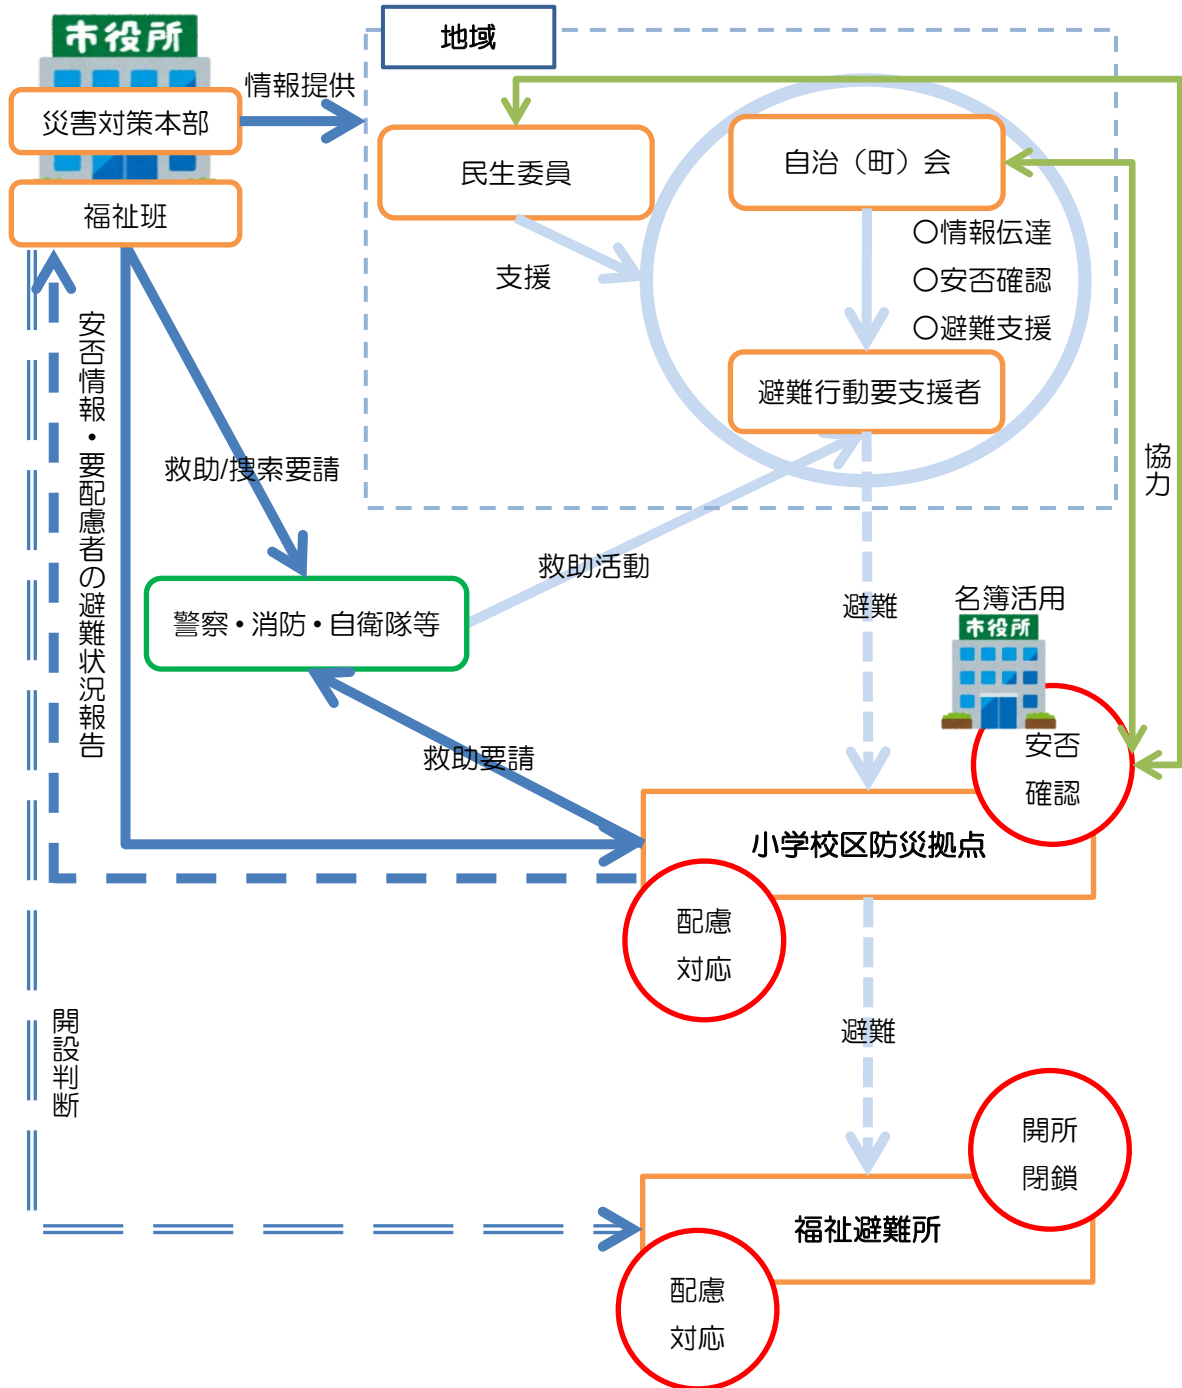 市役所
地域
情報提供
災害対策本部
福祉班
民生委員
自治（町）会
支援
〇情報伝達
〇安否確認
〇避難支援
避難行動要支援者
安否情報・要配慮者の避難状況報告
救助/捜索要請
協力
救助活動
警察・消防・自衛隊等
避難
名簿活用
市役所
安否
確認
救助要請
小学校区防災拠点
配慮
対応
開設判断
避難
開所
閉鎖
福祉避難所
配慮
対応